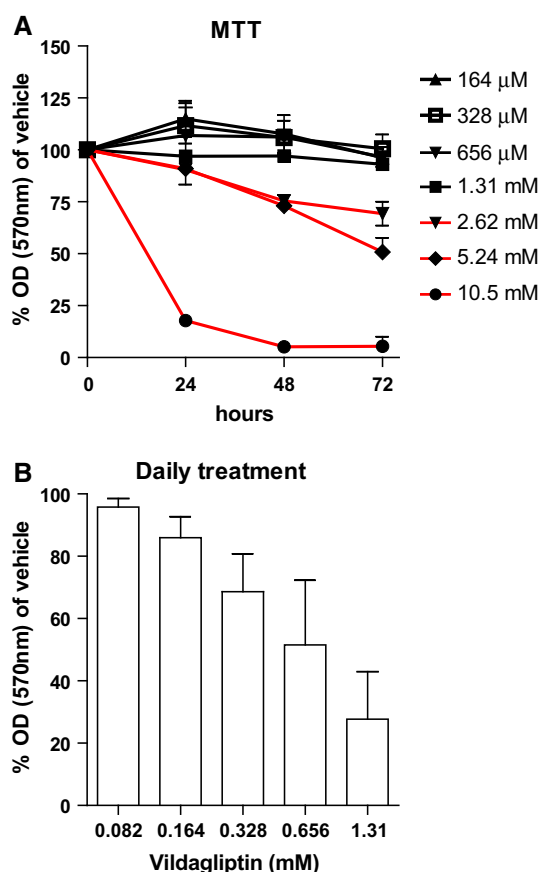 A
MTT
% OD (570nm) of vehicle
150
125
100
75
50
25
0
0 24 48 72
hours
164 μM
328 μM
656 μM
1.31 mM
2.62 mM
5.24 mM
10.5 mM
B
Daily treatment
% OD (570nm) of vehicle
100
80
60
40
20
0
0.082 0.164 0.328 0.656 1.31
Vildagliptin (mM)